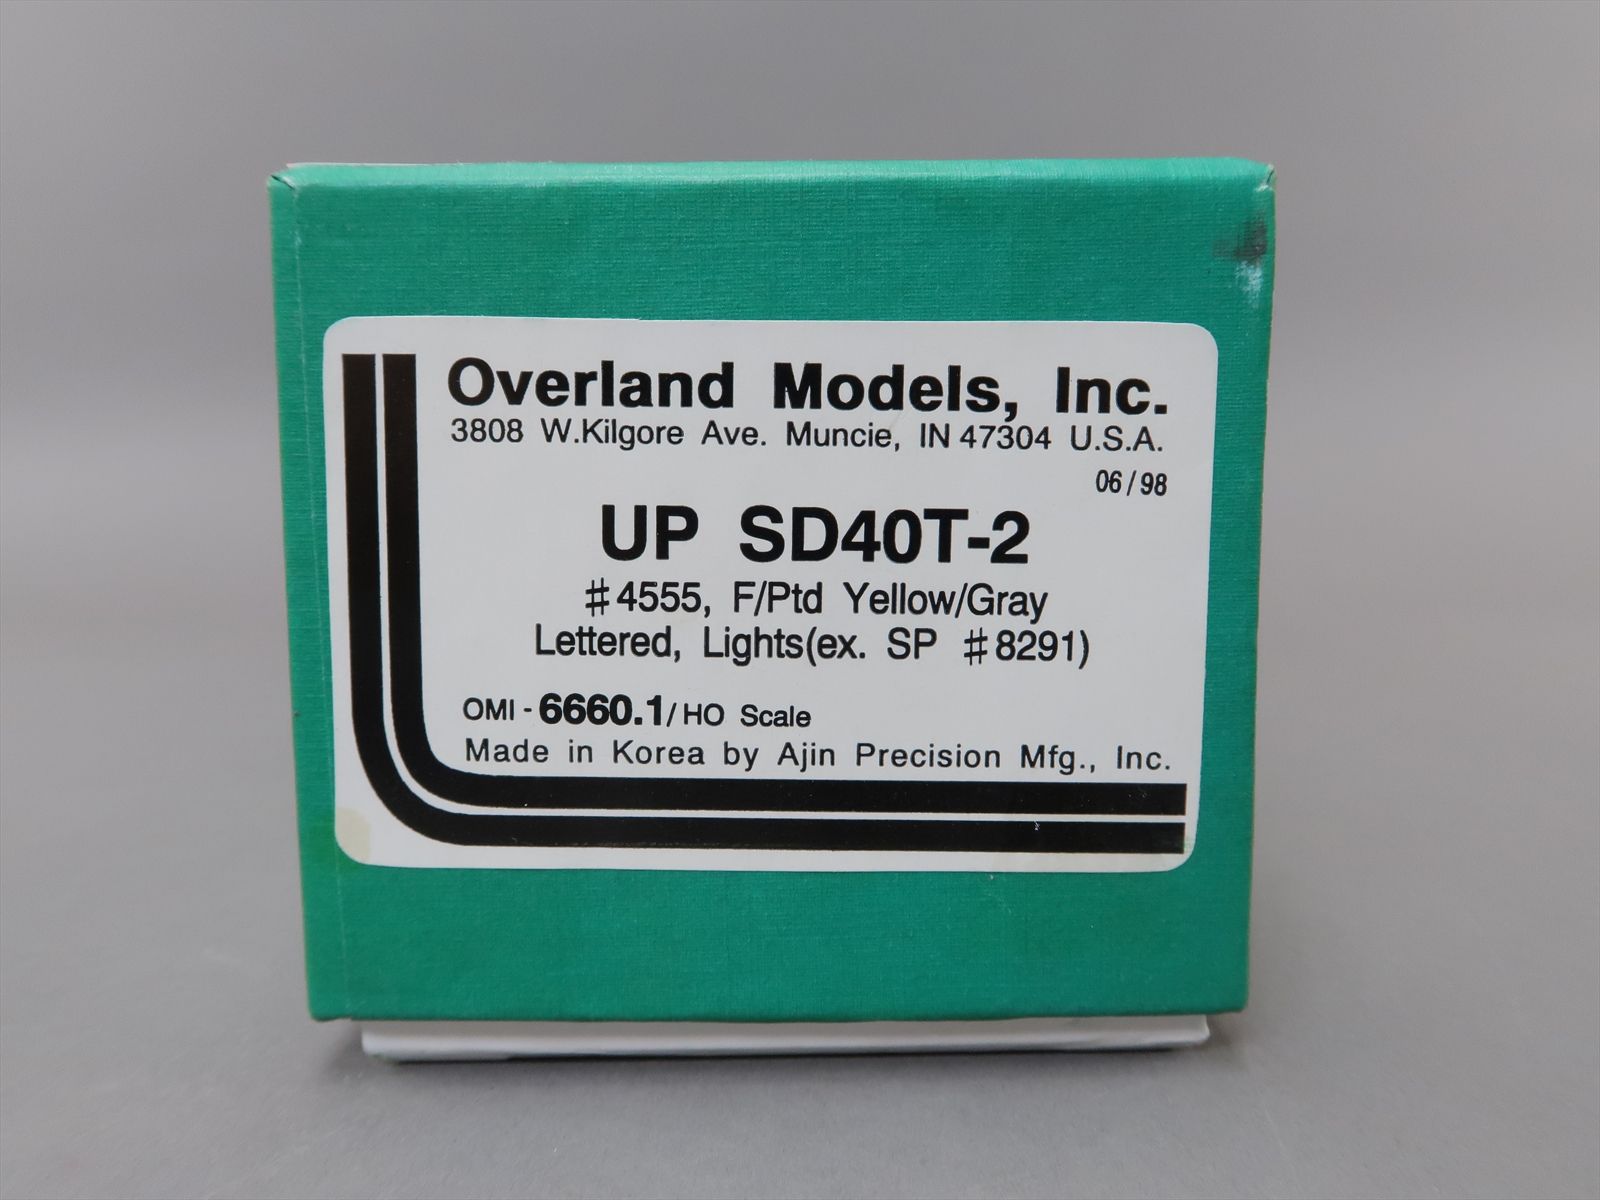 Overland Models, Inc.
3808 W.Kilgore Ave. Muncie, IN 47304 U.S.A.
06/98
UP SD40T-2
#4555, F/Ptd Yellow/Gray
Lettered, Lights(ex. SP #8291)
OMI-6660.1/HO Scale
Made in Korea by Ajin Precision Mfg., Inc.